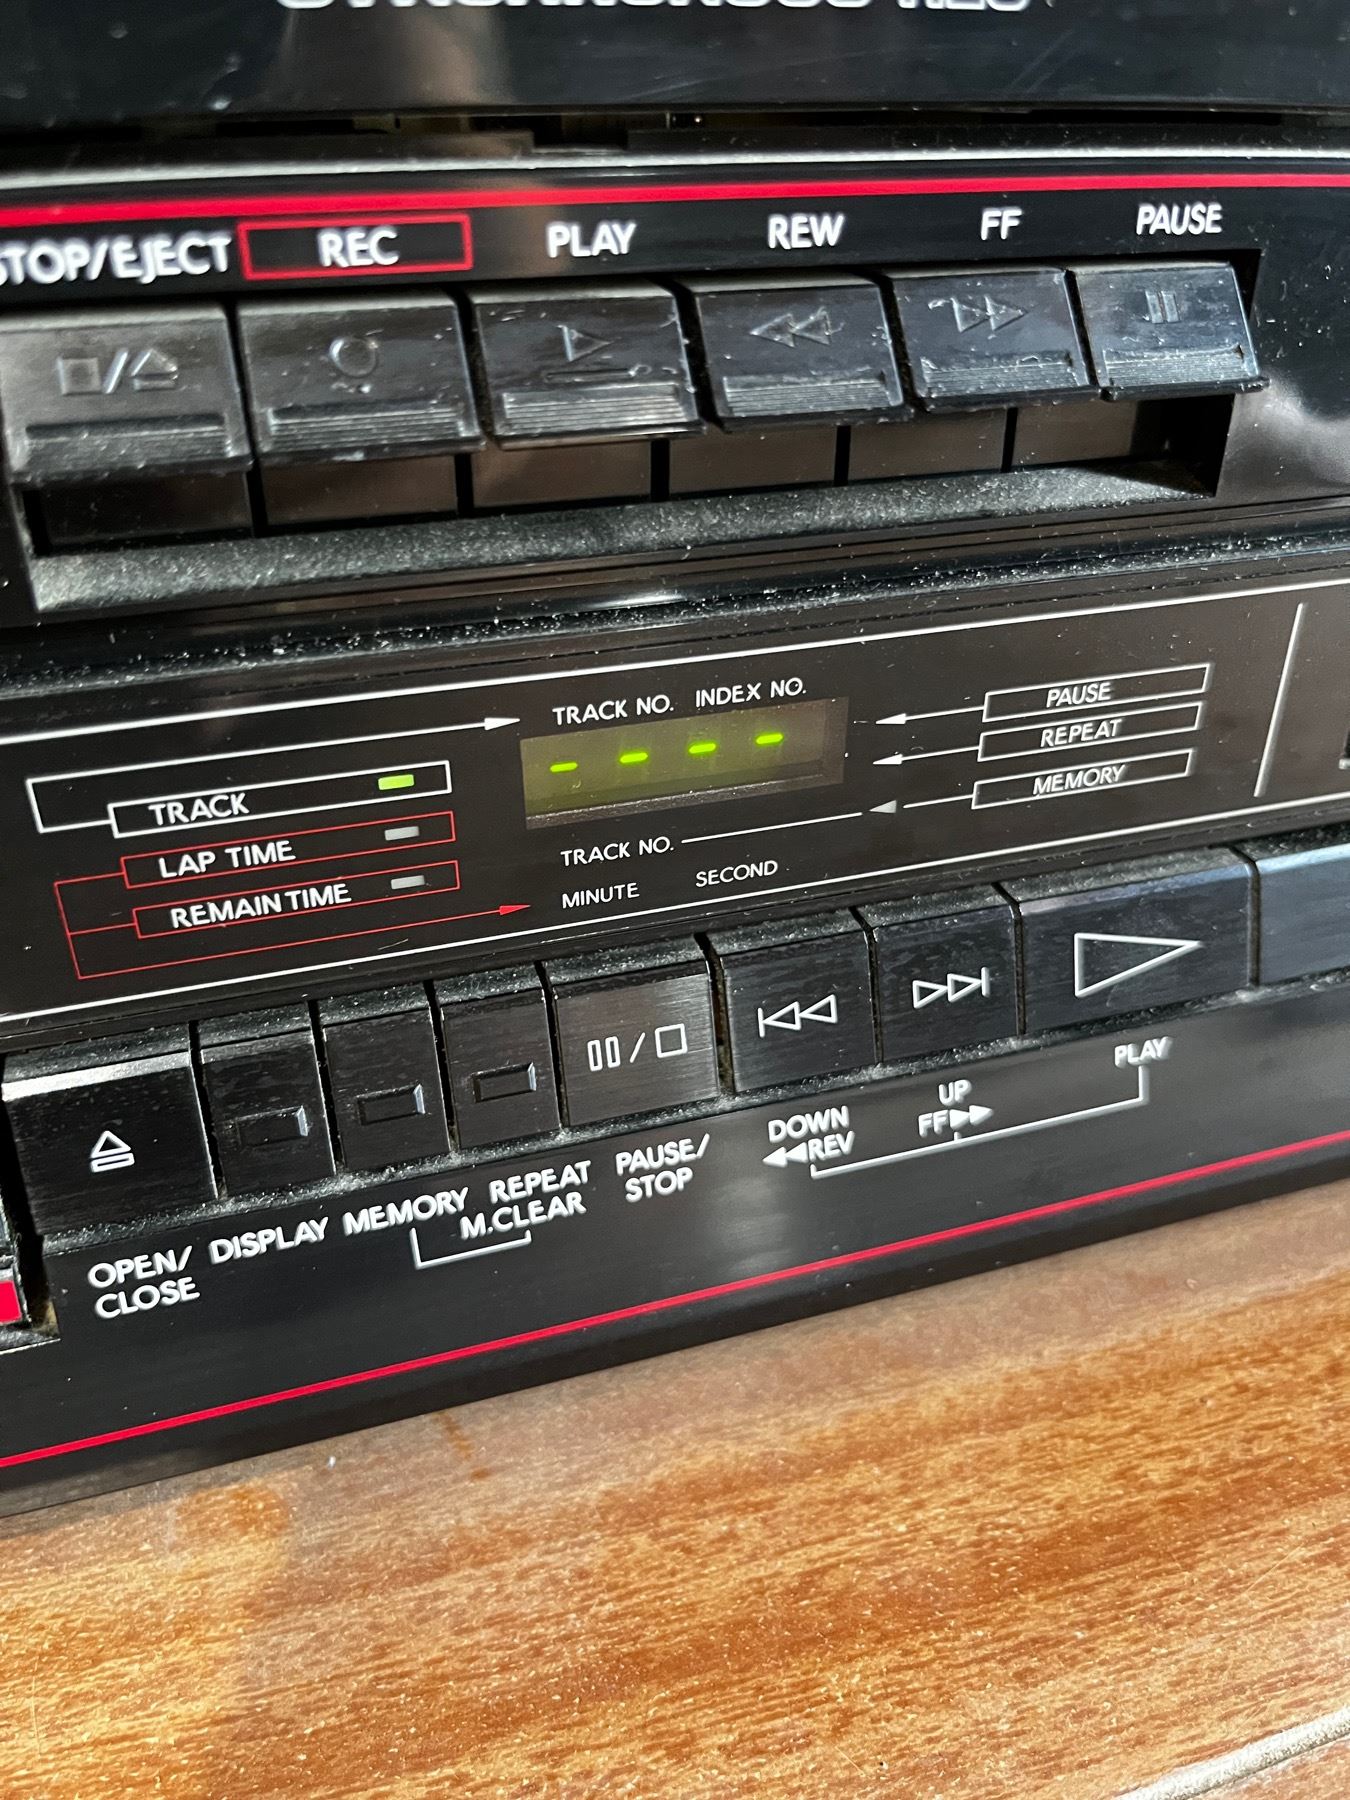 STOP/EJECT REC PLAY REW FF PAUSE
TRACK NO. INDEX NO.
PAUSE
REPEAT
MEMORY
TRACK
LAP TIME
REMAIN TIME
- - - -
TRACK NO.
MINUTE SECOND
OPEN/
CLOSE
DISPLAY
MEMORY
REPEAT
M.CLEAR
PAUSE/
STOP
DOWN
REV
UP
FF
PLAY